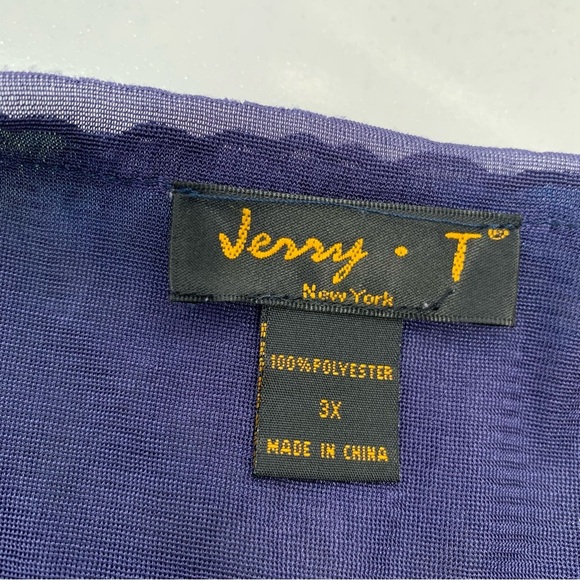 Jerry · T®
New York
100% POLYESTER
3X
MADE IN CHINA